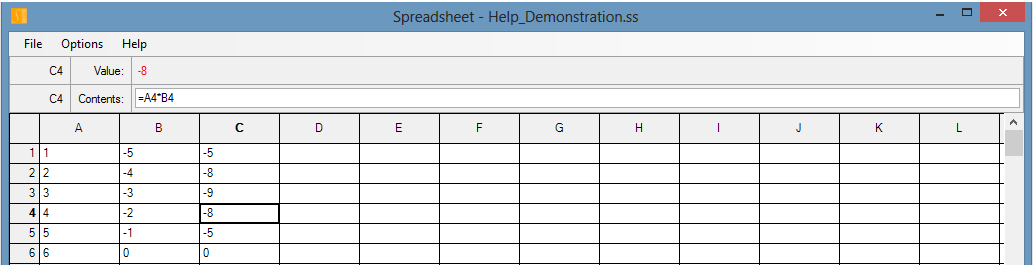 Spreadsheet - Help_Demonstration.ss
File Options Help
C4 Value: -8
C4 Contents: =A4*B4
A B C D E F G H I J K L
1 1 -5 -5
2 2 -4 -8
3 3 -3 -9
4 4 -2 -8
5 5 -1 -5
6 6 0 0